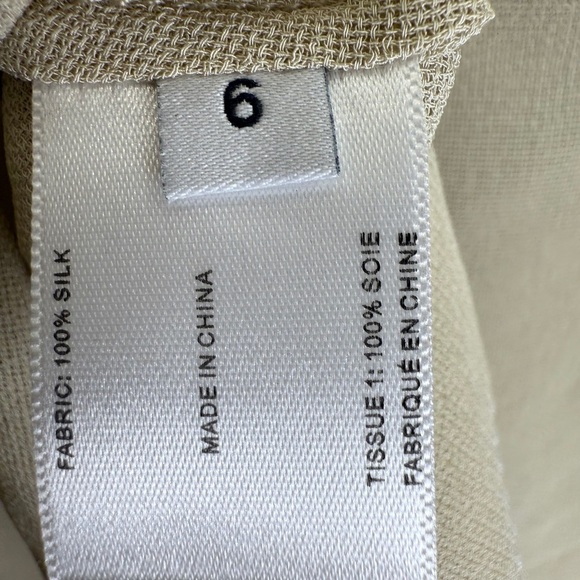 6
FABRIC: 100% SILK
MADE IN CHINA
TISSUE 1: 100% SOIE
FABRIQUÉ EN CHINE